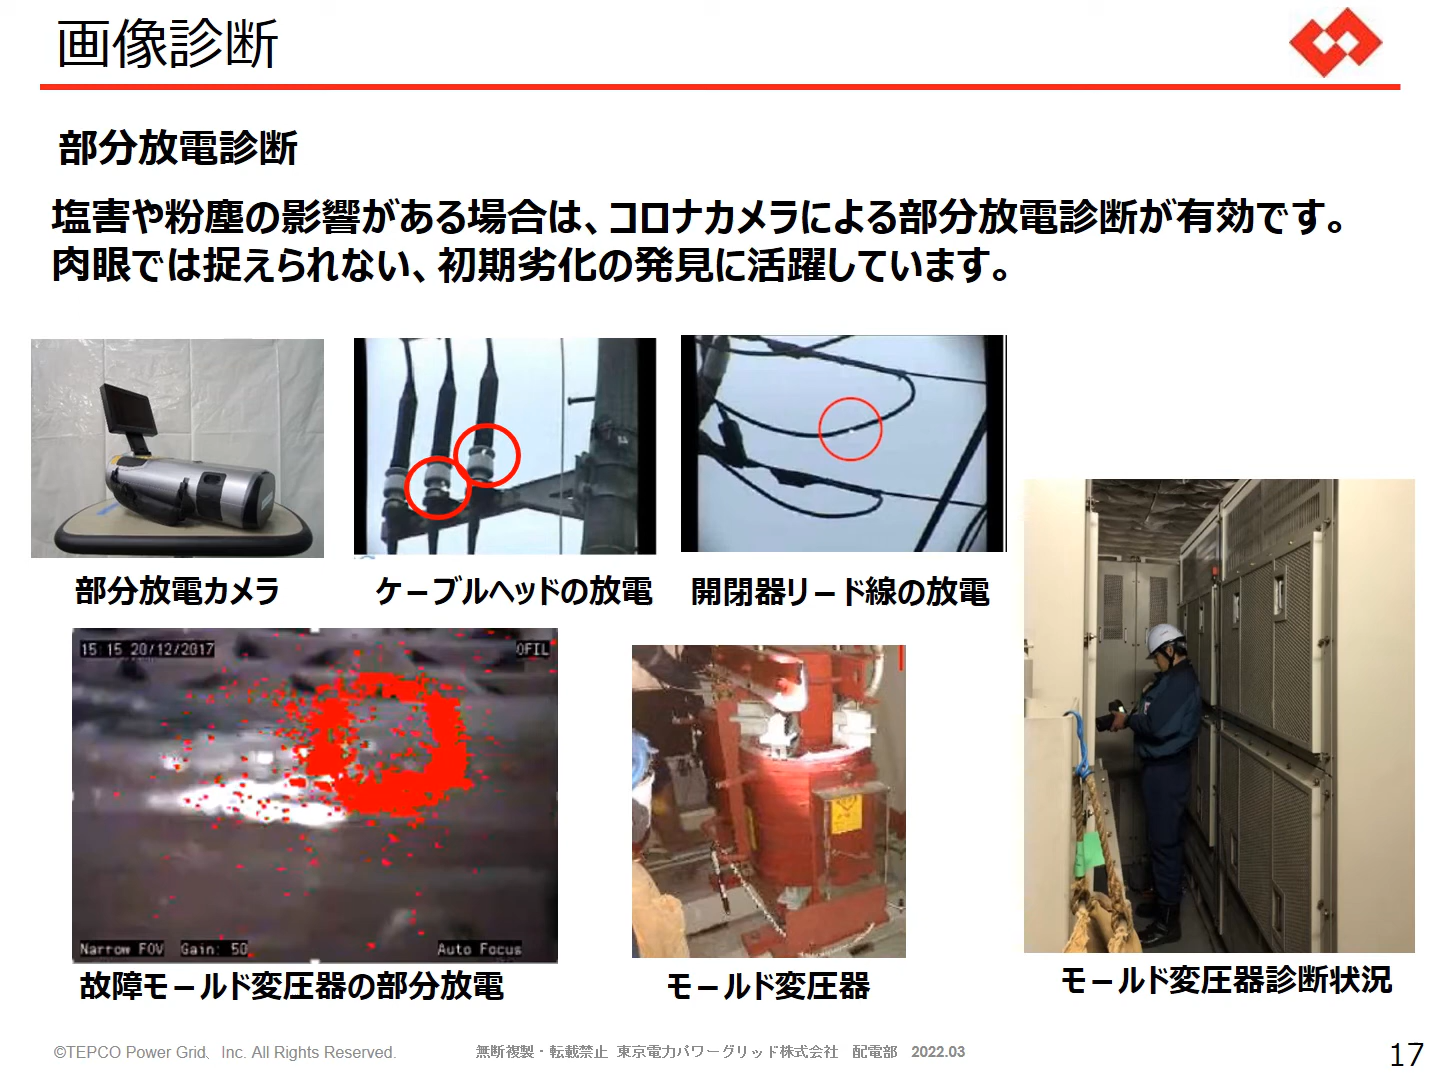 画像診断
部分放電診断
塩害や粉塵の影響がある場合は、コロナカメラによる部分放電診断が有効です。
肉眼では捉えられない、初期劣化の発見に活躍しています。
部分放電カメラ
ケーブルヘッドの放電
開閉器リード線の放電
15:15 20/12/2017
OFIL
Narrow FOV Gain: 50
Auto Focus
故障モールド変圧器の部分放電
モールド変圧器
モールド変圧器診断状況
©TEPCO Power Grid、Inc. All Rights Reserved.
無断複製・転載禁止 東京電力パワーグリッド株式会社 配電部 2022.03
17